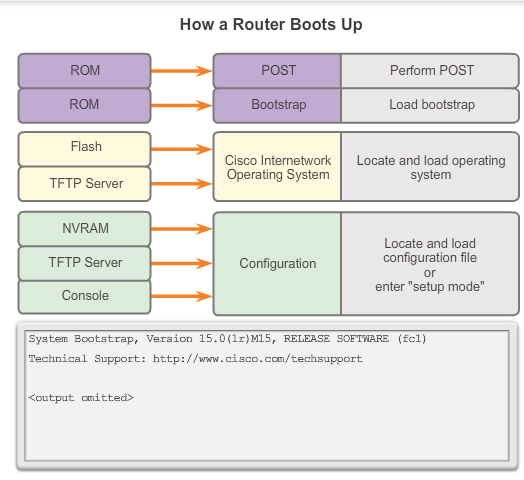 How a Router Boots Up
ROM
POST
Perform POST
ROM
Bootstrap
Load bootstrap
Flash
TFTP Server
Cisco Internetwork
Operating System
Locate and load operating
system
NVRAM
TFTP Server
Console
Configuration
Locate and load
configuration file
or
enter "setup mode"
System Bootstrap, Version 15.0(1r)M15, RELEASE SOFTWARE (fc1)
Technical Support: http://www.cisco.com/techsupport
<output omitted>